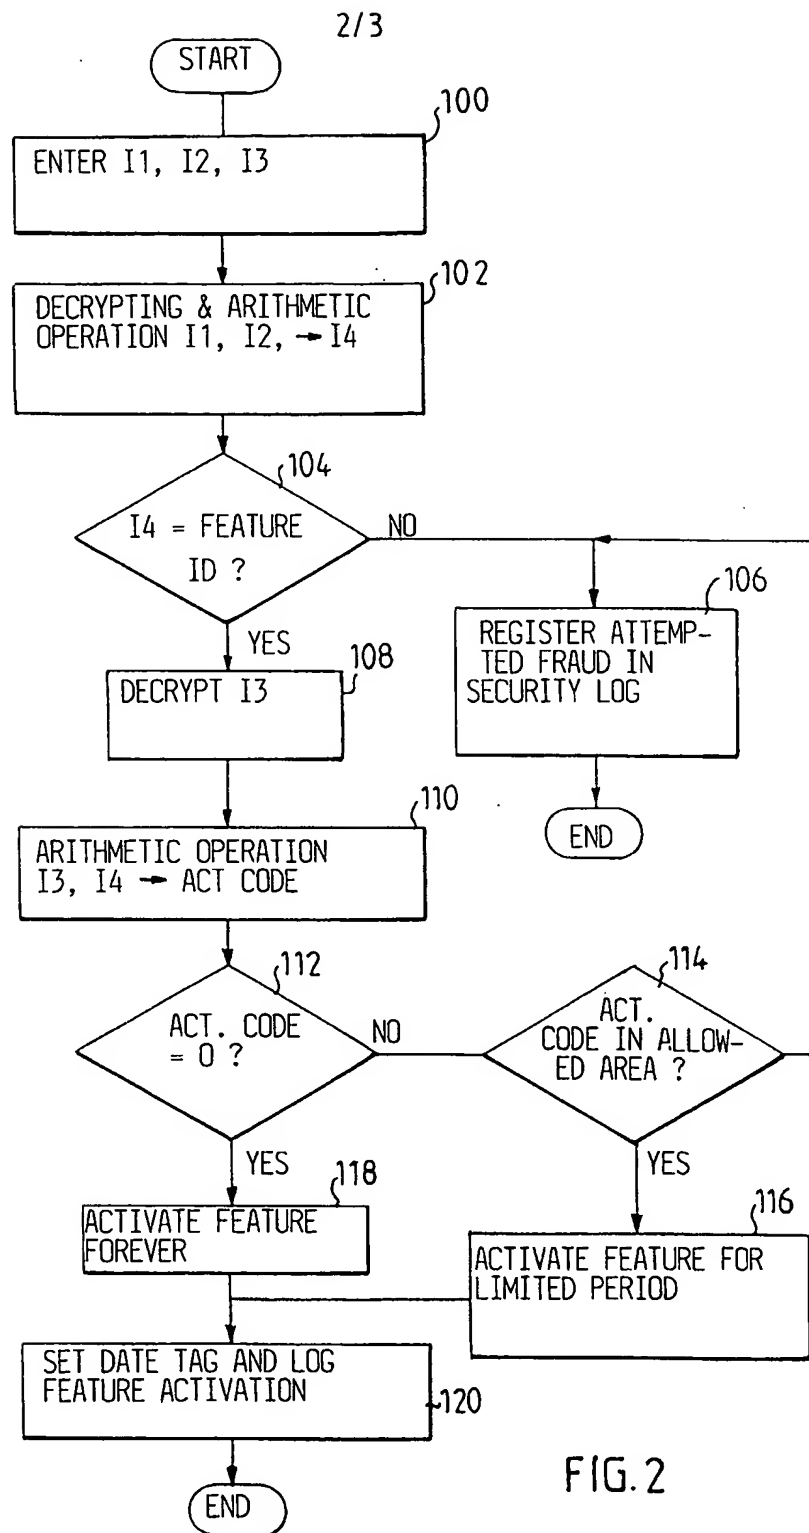 2/3
START
100
ENTER I1, I2, I3
102
DECRYPTING & ARITHMETIC
OPERATION I1, I2, → I4
104
I4 = FEATURE
ID ?
NO
YES
106
REGISTER ATTEMP-
TED FRAUD IN
SECURITY LOG
END
108
DECRYPT I3
110
ARITHMETIC OPERATION
I3, I4 → ACT CODE
112
ACT. CODE
= 0 ?
NO
YES
114
ACT.
CODE IN ALLOW-
ED AREA ?
YES
118
ACTIVATE FEATURE
FOREVER
116
ACTIVATE FEATURE FOR
LIMITED PERIOD
SET DATE TAG AND LOG
FEATURE ACTIVATION
120
END
FIG. 2